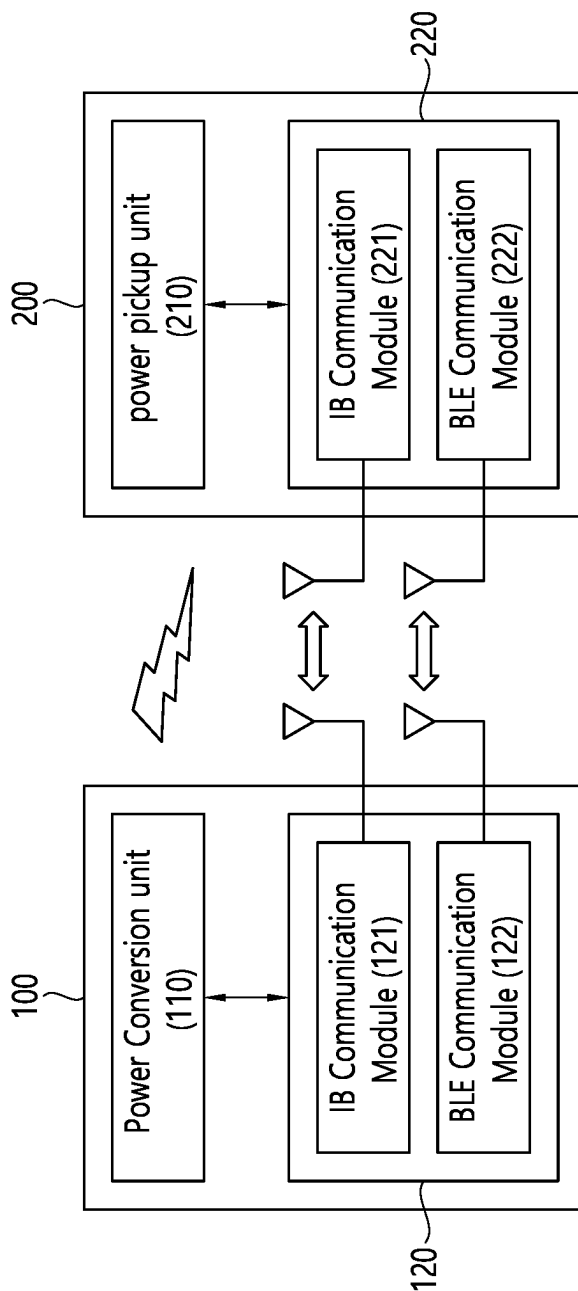 100
Power Conversion unit
(110)
IB Communication
Module (121)
BLE Communication
Module (122)
120
200
power pickup unit
(210)
IB Communication
Module (221)
BLE Communication
Module (222)
220